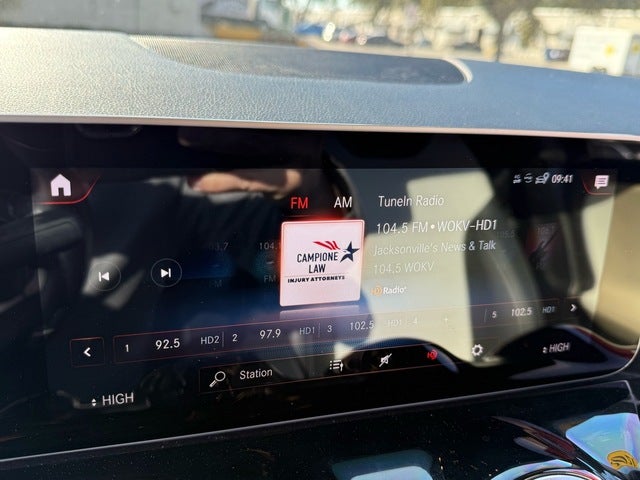 09:41
FM AM TuneIn Radio
104.5 FM • WOKV-HD1
Jacksonville's News & Talk
104.5 WOKV
Radio+
CAMPIONE
LAW
INJURY ATTORNEYS
1 92.5 HD2 2 97.9 HD1 3 102.5 HD1 4 + 5 102.5 HD1
Station
HD
HIGH
HIGH